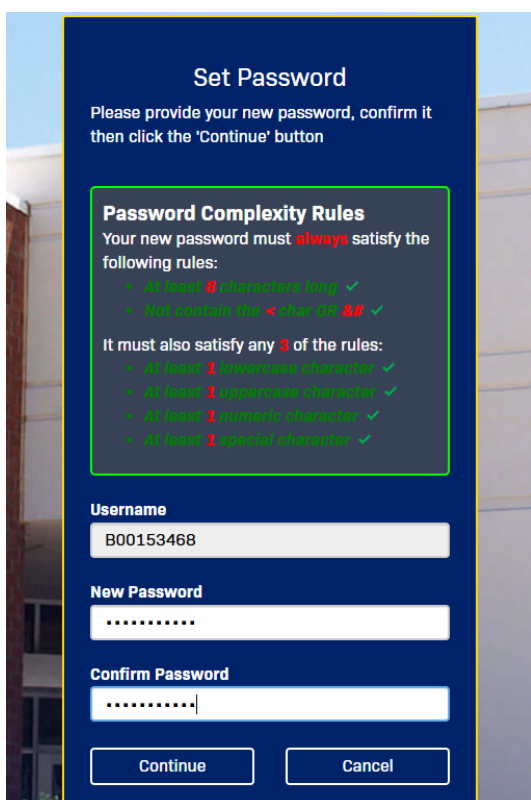 Set Password
Please provide your new password, confirm it
then click the 'Continue' button
Password Complexity Rules
Your new password must always satisfy the
following rules:
At least 8 characters long ✓
Not contain the < char OR &# ✓
It must also satisfy any 3 of the rules:
At least 1 lowercase character ✓
At least 1 uppercase character ✓
At least 1 numeric character ✓
At least 1 special character ✓
Username
B00153468
New Password
•••••••••••
Confirm Password
•••••••••••
Continue Cancel